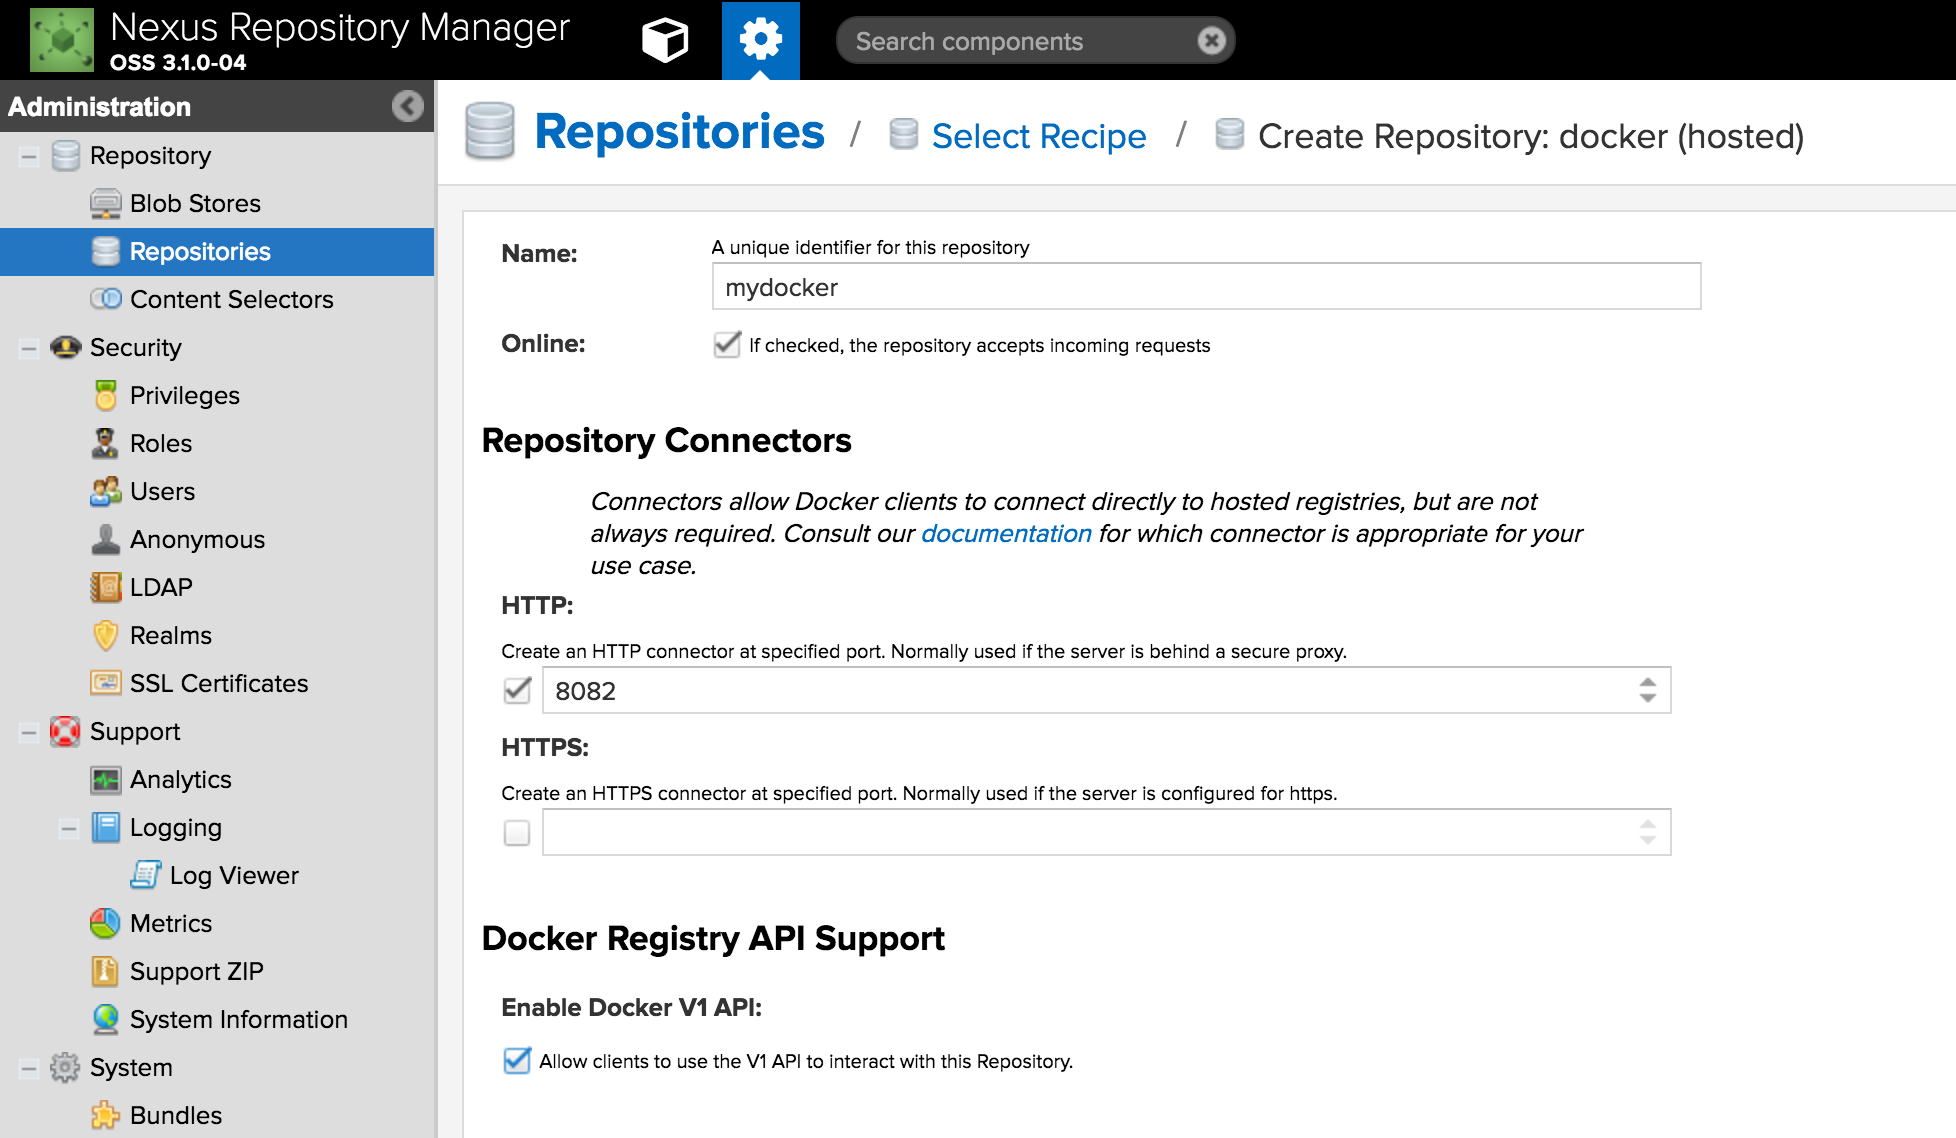 Nexus Repository Manager
OSS 3.1.0-04
Search components
Administration
Repository
Blob Stores
Repositories
Content Selectors
Security
Privileges
Roles
Users
Anonymous
LDAP
Realms
SSL Certificates
Support
Analytics
Logging
Log Viewer
Metrics
Support ZIP
System Information
System
Bundles
Repositories / Select Recipe / Create Repository: docker (hosted)
Name:
A unique identifier for this repository
mydocker
Online:
If checked, the repository accepts incoming requests
Repository Connectors
Connectors allow Docker clients to connect directly to hosted registries, but are not
always required. Consult our documentation for which connector is appropriate for your
use case.
HTTP:
Create an HTTP connector at specified port. Normally used if the server is behind a secure proxy.
8082
HTTPS:
Create an HTTPS connector at specified port. Normally used if the server is configured for https.
Docker Registry API Support
Enable Docker V1 API:
Allow clients to use the V1 API to interact with this Repository.